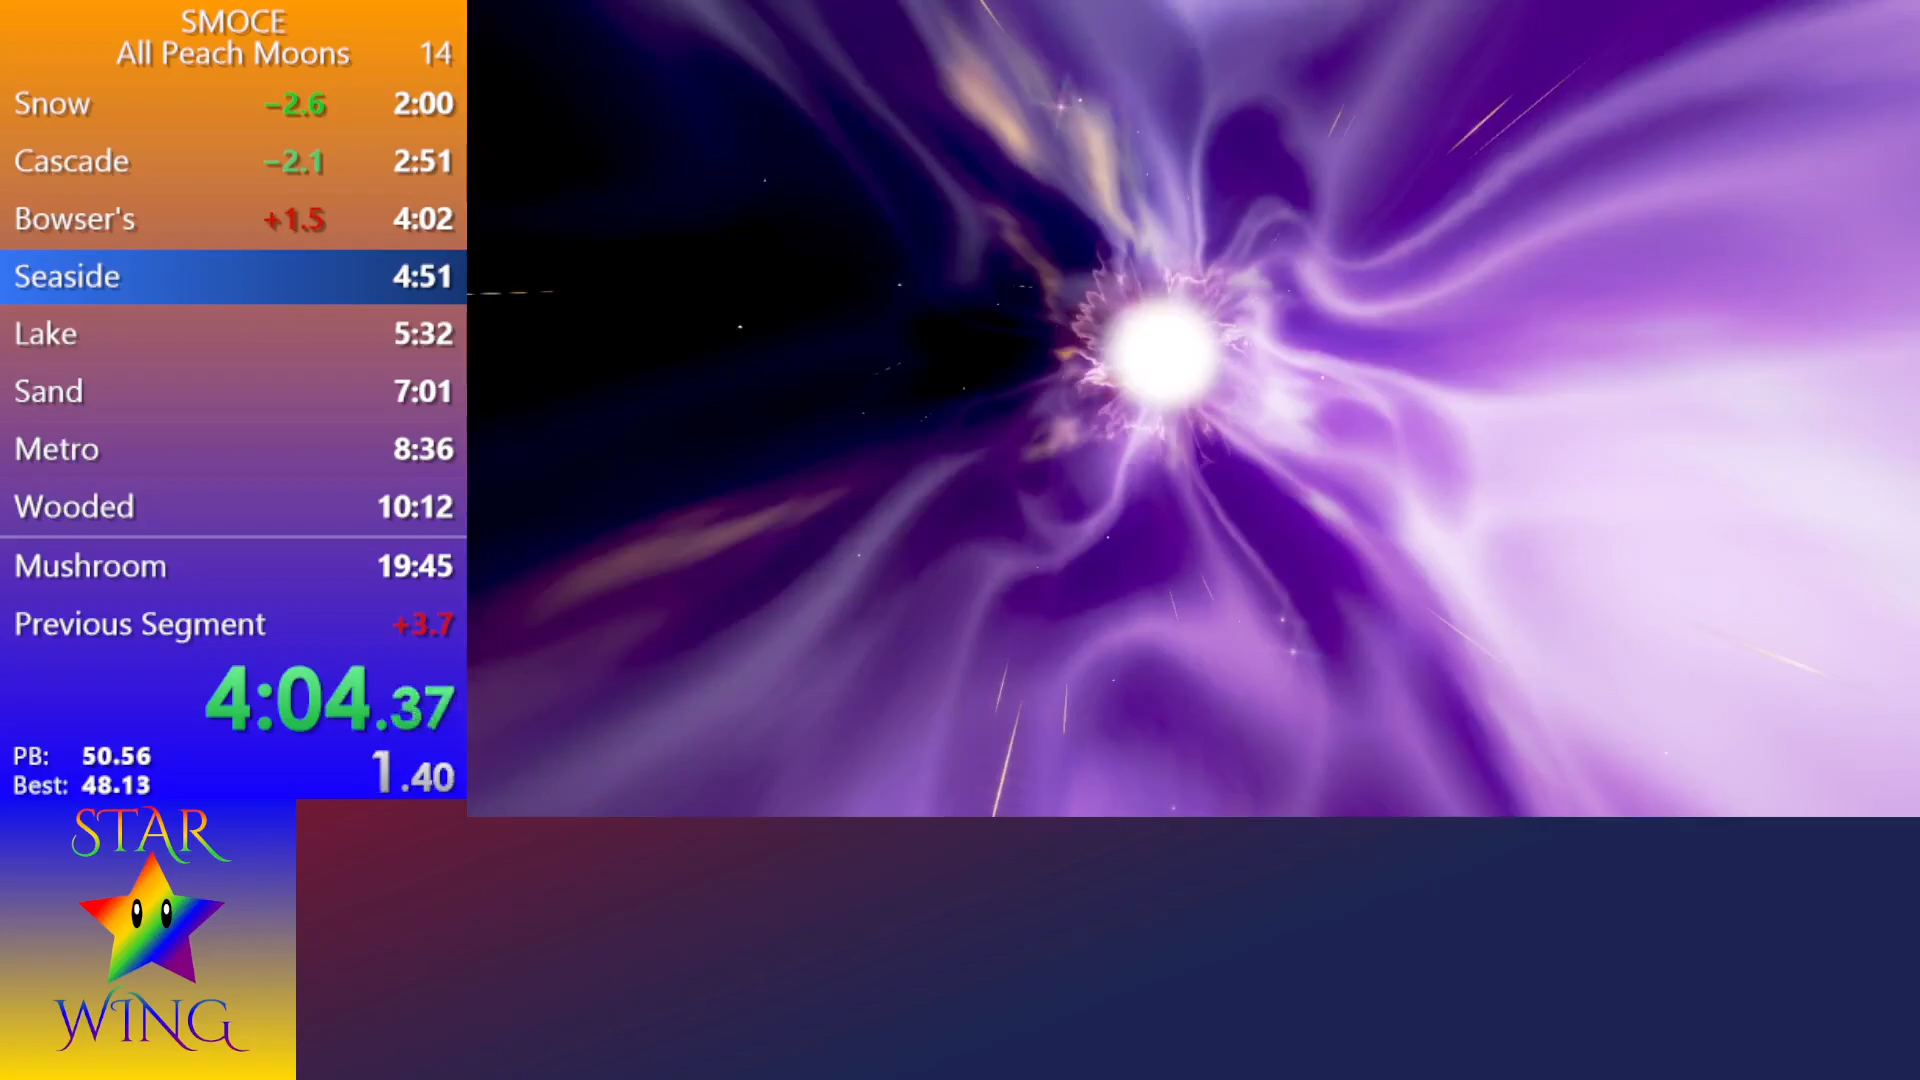 SMOCE
All Peach Moons 14
Snow −2.6 2:00
Cascade −2.1 2:51
Bowser's +1.5 4:02
Seaside 4:51
Lake 5:32
Sand 7:01
Metro 8:36
Wooded 10:12
Mushroom 19:45
Previous Segment +3.7
4:04.37
PB: 50.56
Best: 48.13
1.40
STAR
WING